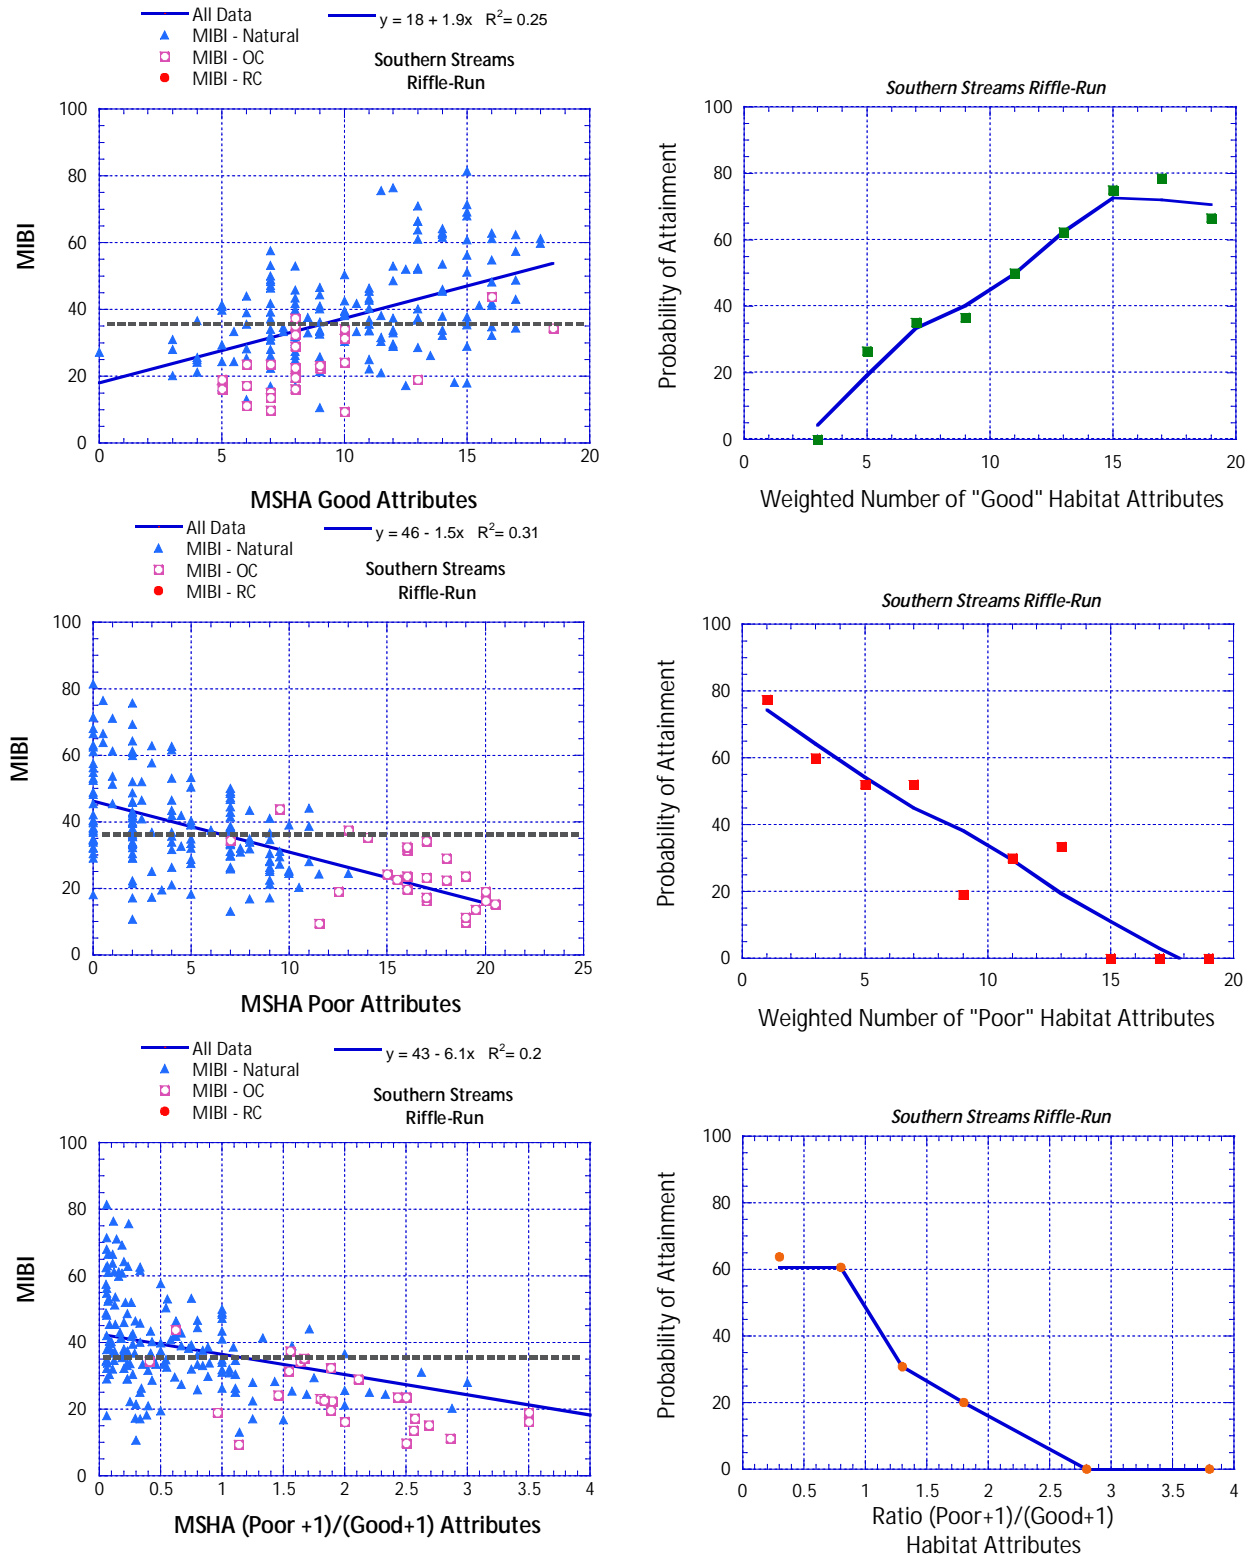 All Data
y = 18 + 1.9x R2= 0.25
MIBI - Natural
MIBI - OC
MIBI - RC
Southern Streams
Riffle-Run
100
80
60
40
20
0
MIBI
0 5 10 15 20
MSHA Good Attributes
Southern Streams Riffle-Run
100
80
60
40
20
0
Probability of Attainment
0 5 10 15 20
Weighted Number of "Good" Habitat Attributes
All Data
y = 46 - 1.5x R2= 0.31
MIBI - Natural
MIBI - OC
MIBI - RC
Southern Streams
Riffle-Run
100
80
60
40
20
0
MIBI
0 5 10 15 20 25
MSHA Poor Attributes
Southern Streams Riffle-Run
100
80
60
40
20
0
Probability of Attainment
0 5 10 15 20
Weighted Number of "Poor" Habitat Attributes
All Data
y = 43 - 6.1x R2= 0.2
MIBI - Natural
MIBI - OC
MIBI - RC
Southern Streams
Riffle-Run
100
80
60
40
20
0
MIBI
0 0.5 1 1.5 2 2.5 3 3.5 4
MSHA (Poor +1)/(Good+1) Attributes
Southern Streams Riffle-Run
100
80
60
40
20
0
Probability of Attainment
0 0.5 1 1.5 2 2.5 3 3.5 4
Ratio (Poor+1)/(Good+1)
Habitat Attributes